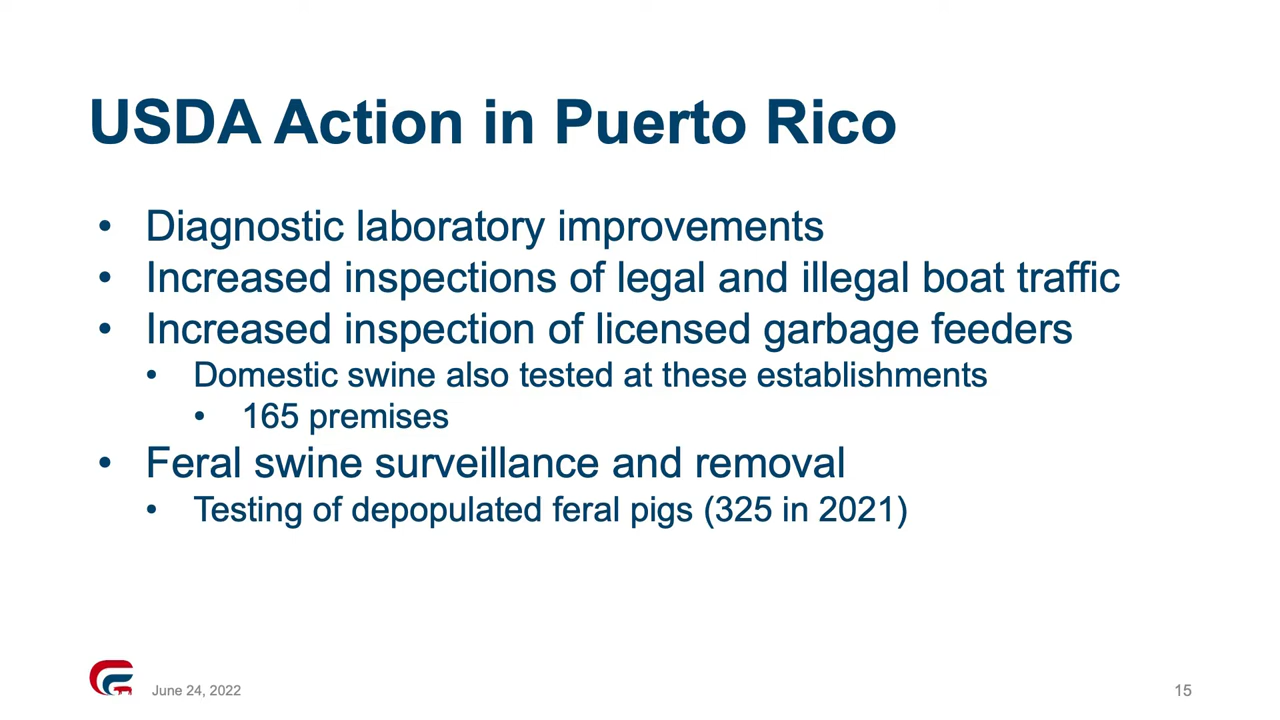 USDA Action in Puerto Rico
• Diagnostic laboratory improvements
• Increased inspections of legal and illegal boat traffic
• Increased inspection of licensed garbage feeders
• Domestic swine also tested at these establishments
• 165 premises
• Feral swine surveillance and removal
• Testing of depopulated feral pigs (325 in 2021)
June 24, 2022
15